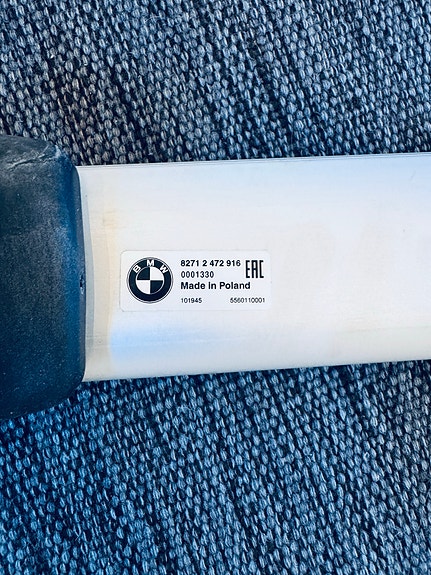 BMW
8271 2 472 916 EAC
0001330
Made in Poland
101945 5560110001